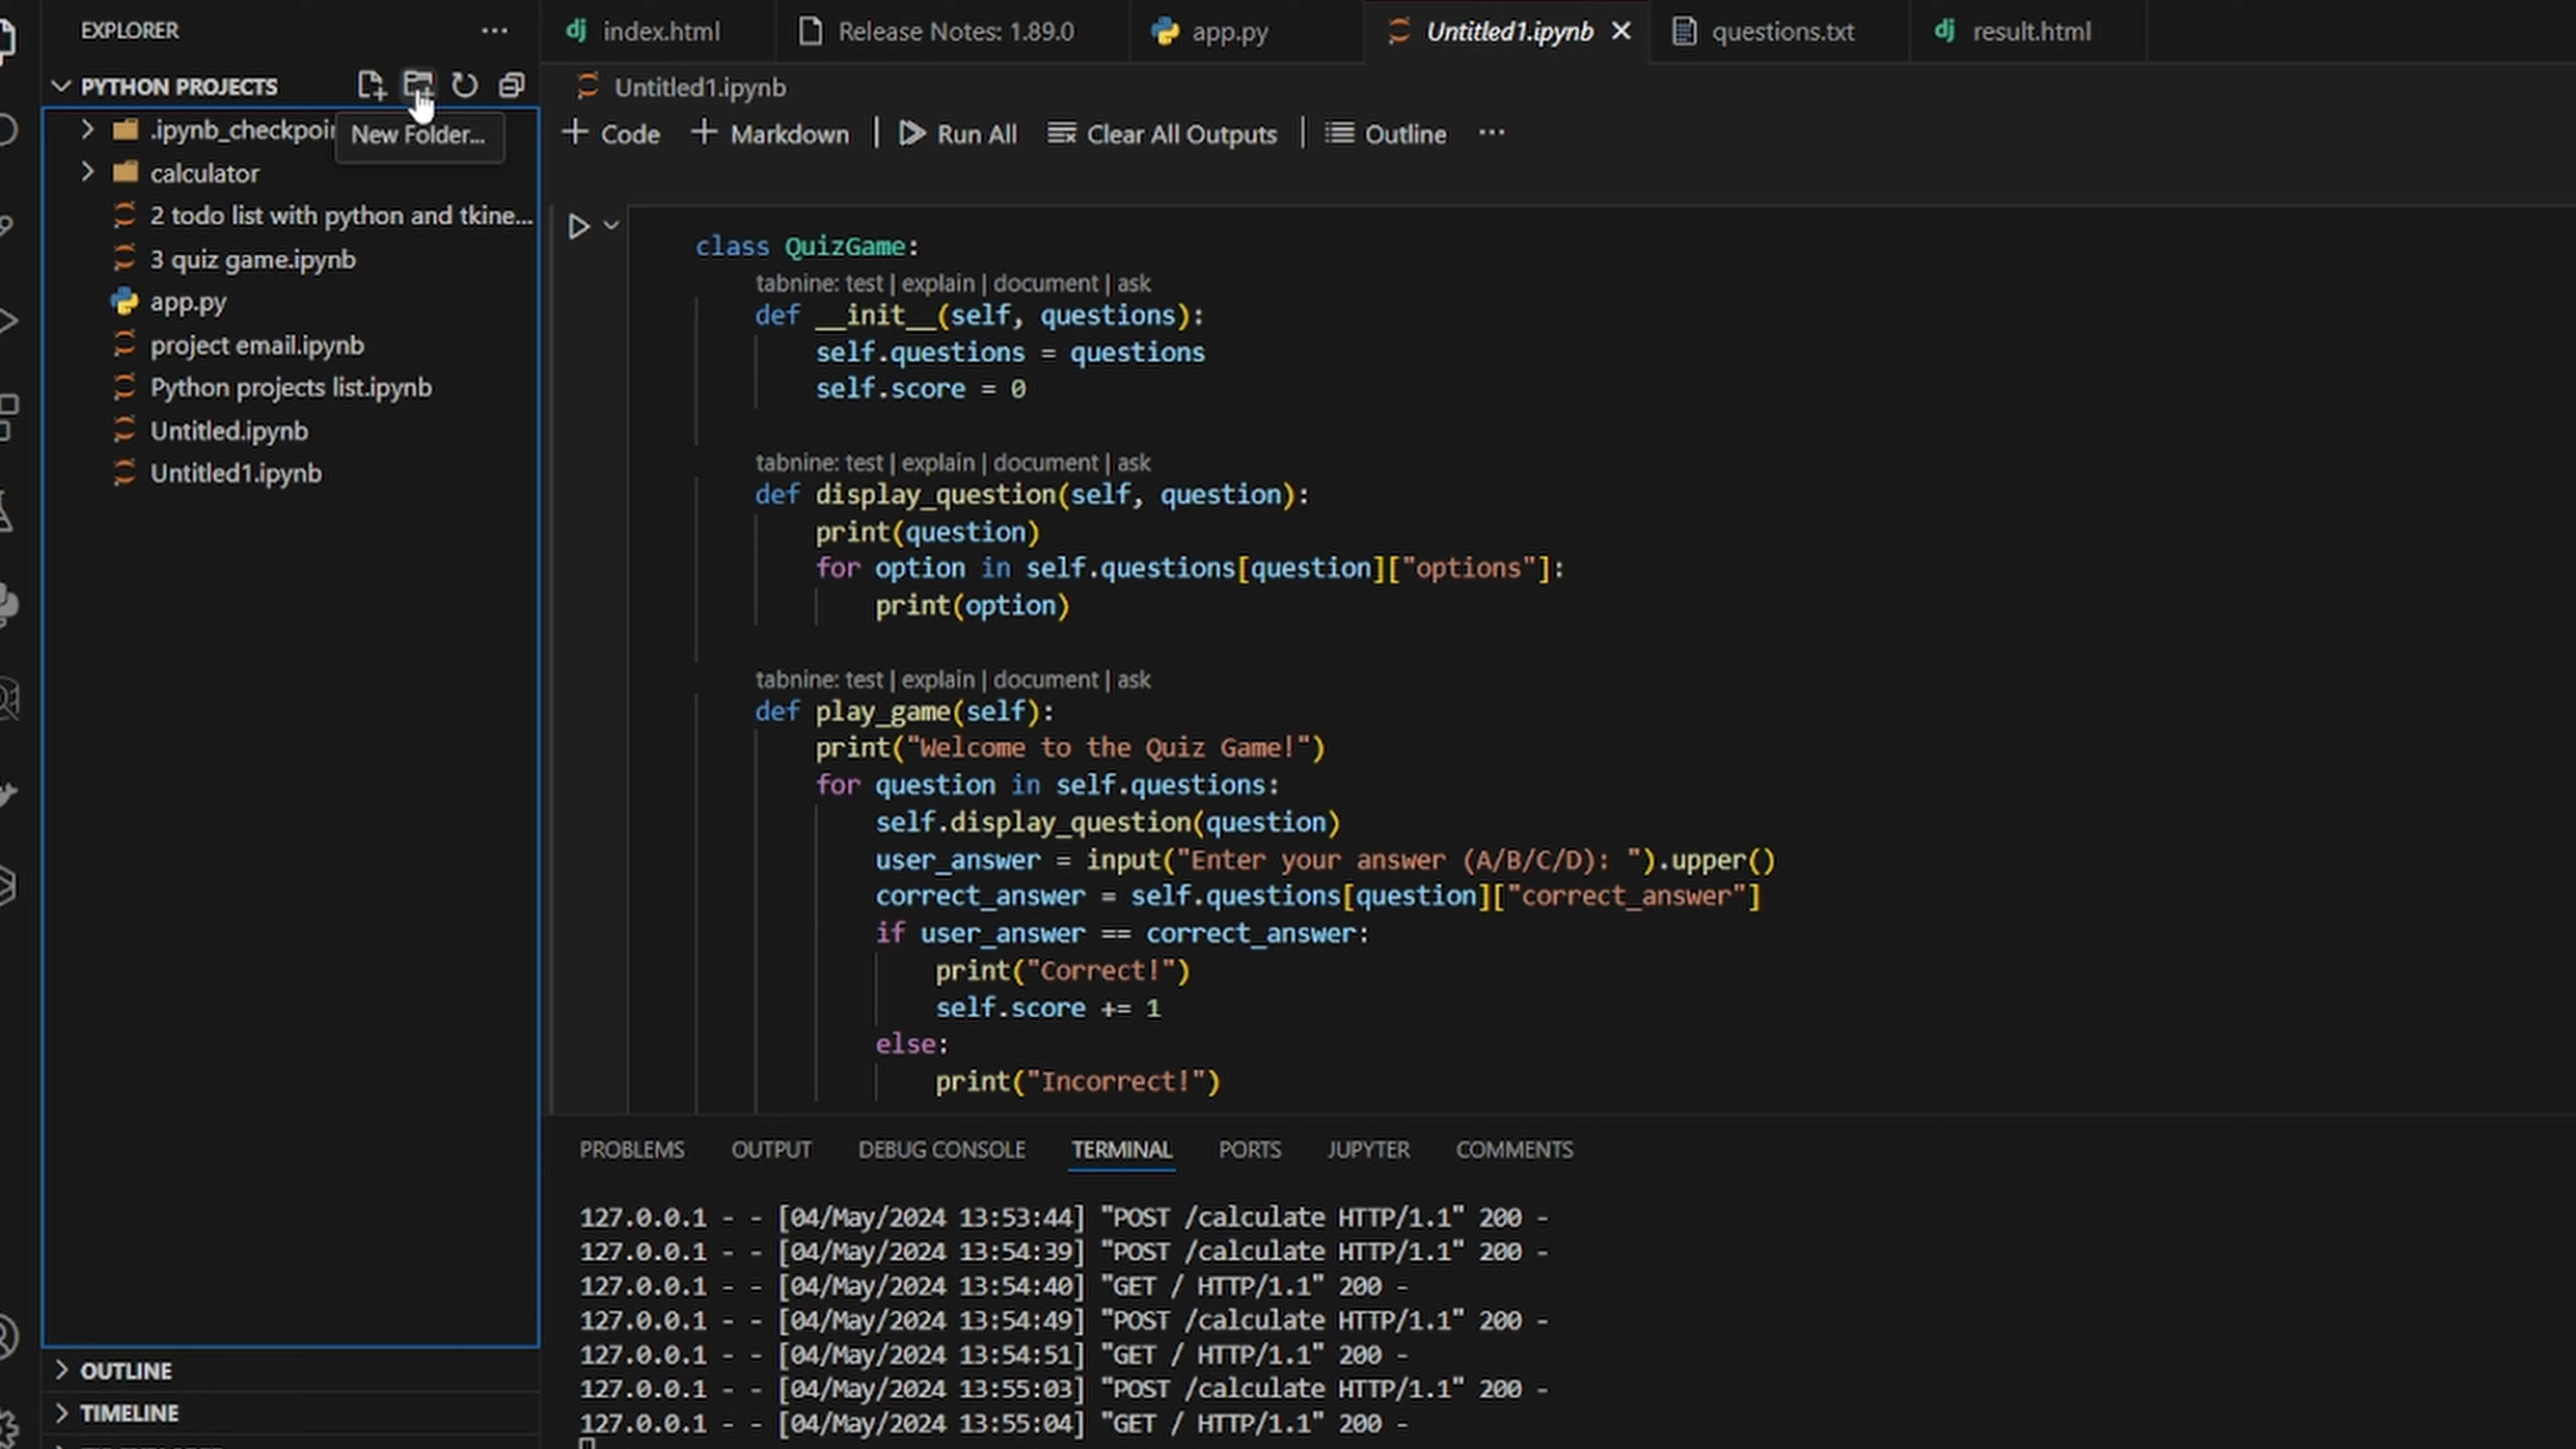 EXPLORER
PYTHON PROJECTS
New Folder...
.ipynb_checkpoin
calculator
2 todo list with python and tkine...
3 quiz game.ipynb
app.py
project email.ipynb
Python projects list.ipynb
Untitled.ipynb
Untitled1.ipynb
OUTLINE
TIMELINE
index.html
Release Notes: 1.89.0
app.py
Untitled1.ipynb
questions.txt
result.html
Untitled1.ipynb
+ Code + Markdown | Run All Clear All Outputs | Outline ...
class QuizGame:
tabnine: test | explain | document | ask
def __init__(self, questions):
self.questions = questions
self.score = 0
tabnine: test | explain | document | ask
def display_question(self, question):
print(question)
for option in self.questions[question]["options"]:
print(option)
tabnine: test | explain | document | ask
def play_game(self):
print("Welcome to the Quiz Game!")
for question in self.questions:
self.display_question(question)
user_answer = input("Enter your answer (A/B/C/D): ").upper()
correct_answer = self.questions[question]["correct_answer"]
if user_answer == correct_answer:
print("Correct!")
self.score += 1
else:
print("Incorrect!")
PROBLEMS OUTPUT DEBUG CONSOLE TERMINAL PORTS JUPYTER COMMENTS
127.0.0.1 - - [04/May/2024 13:53:44] "POST /calculate HTTP/1.1" 200 -
127.0.0.1 - - [04/May/2024 13:54:39] "POST /calculate HTTP/1.1" 200 -
127.0.0.1 - - [04/May/2024 13:54:40] "GET / HTTP/1.1" 200 -
127.0.0.1 - - [04/May/2024 13:54:49] "POST /calculate HTTP/1.1" 200 -
127.0.0.1 - - [04/May/2024 13:54:51] "GET / HTTP/1.1" 200 -
127.0.0.1 - - [04/May/2024 13:55:03] "POST /calculate HTTP/1.1" 200 -
127.0.0.1 - - [04/May/2024 13:55:04] "GET / HTTP/1.1" 200 -